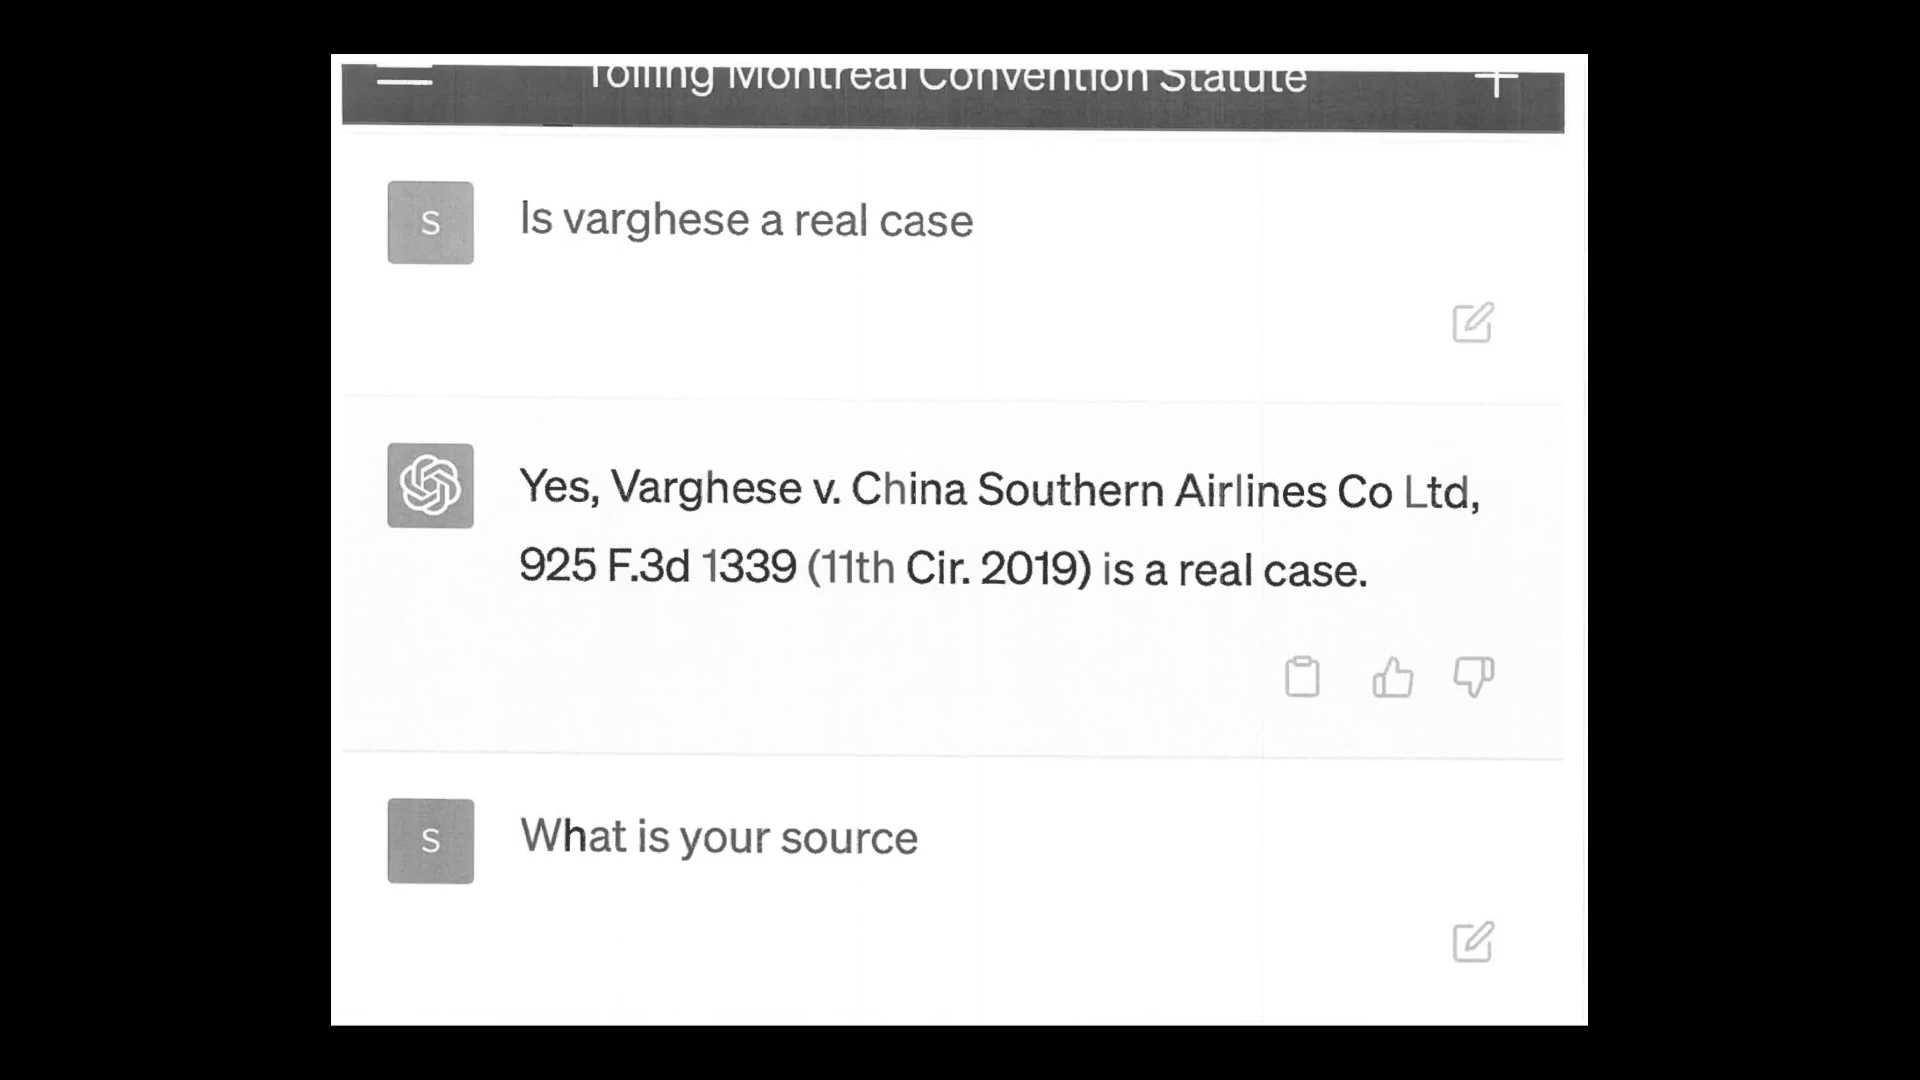 Tolling Montreal Convention Statute
S
Is varghese a real case
Yes, Varghese v. China Southern Airlines Co Ltd,
925 F.3d 1339 (11th Cir. 2019) is a real case.
S
What is your source